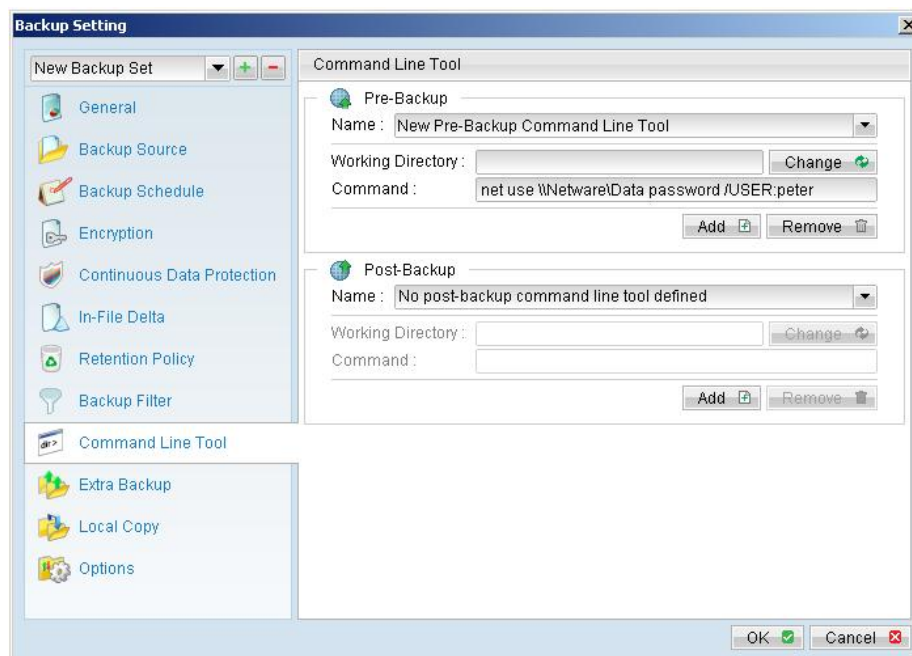 Backup Setting
New Backup Set
General
Backup Source
Backup Schedule
Encryption
Continuous Data Protection
In-File Delta
Retention Policy
Backup Filter
Command Line Tool
Extra Backup
Local Copy
Options
Command Line Tool
Pre-Backup
Name : New Pre-Backup Command Line Tool
Working Directory : Change
Command : net use \\Netware\Data password /USER:peter
Add Remove
Post-Backup
Name : No post-backup command line tool defined
Working Directory : Change
Command :
Add Remove
OK Cancel